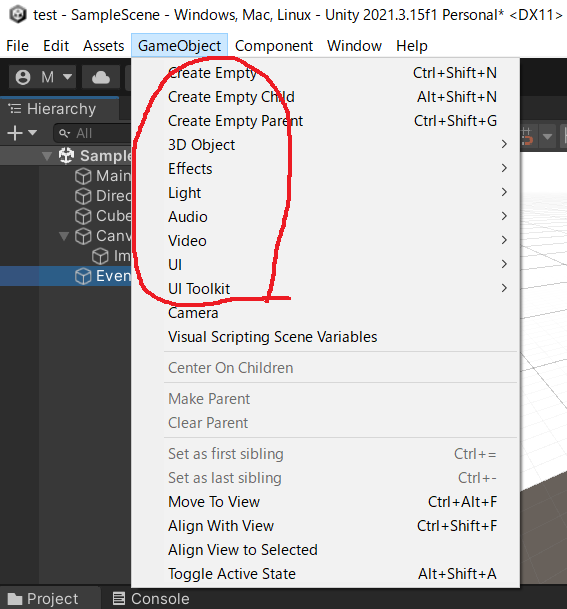 test - SampleScene - Windows, Mac, Linux - Unity 2021.3.15f1 Personal* <DX11>
File Edit Assets GameObject Component Window Help
M
Hierarchy
All
Sample
Main
Direc
Cube
Canv
Im
Even
Create Empty Ctrl+Shift+N
Create Empty Child Alt+Shift+N
Create Empty Parent Ctrl+Shift+G
3D Object
Effects
Light
Audio
Video
UI
UI Toolkit
Camera
Visual Scripting Scene Variables
Center On Children
Make Parent
Clear Parent
Set as first sibling Ctrl+=
Set as last sibling Ctrl+-
Move To View Ctrl+Alt+F
Align With View Ctrl+Shift+F
Align View to Selected
Toggle Active State Alt+Shift+A
Project Console